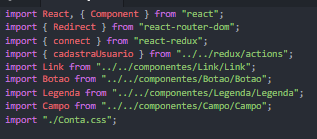 import React, { Component } from "react";
import { Redirect } from "react-router-dom";
import { connect } from "react-redux";
import { cadastraUsuario } from "../../redux/actions";
import Link from "../../componentes/Link/Link";
import Botao from "../../componentes/Botao/Botao";
import Legenda from "../../componentes/Legenda/Legenda";
import Campo from "../../componentes/Campo/Campo";
import "./Conta.css";